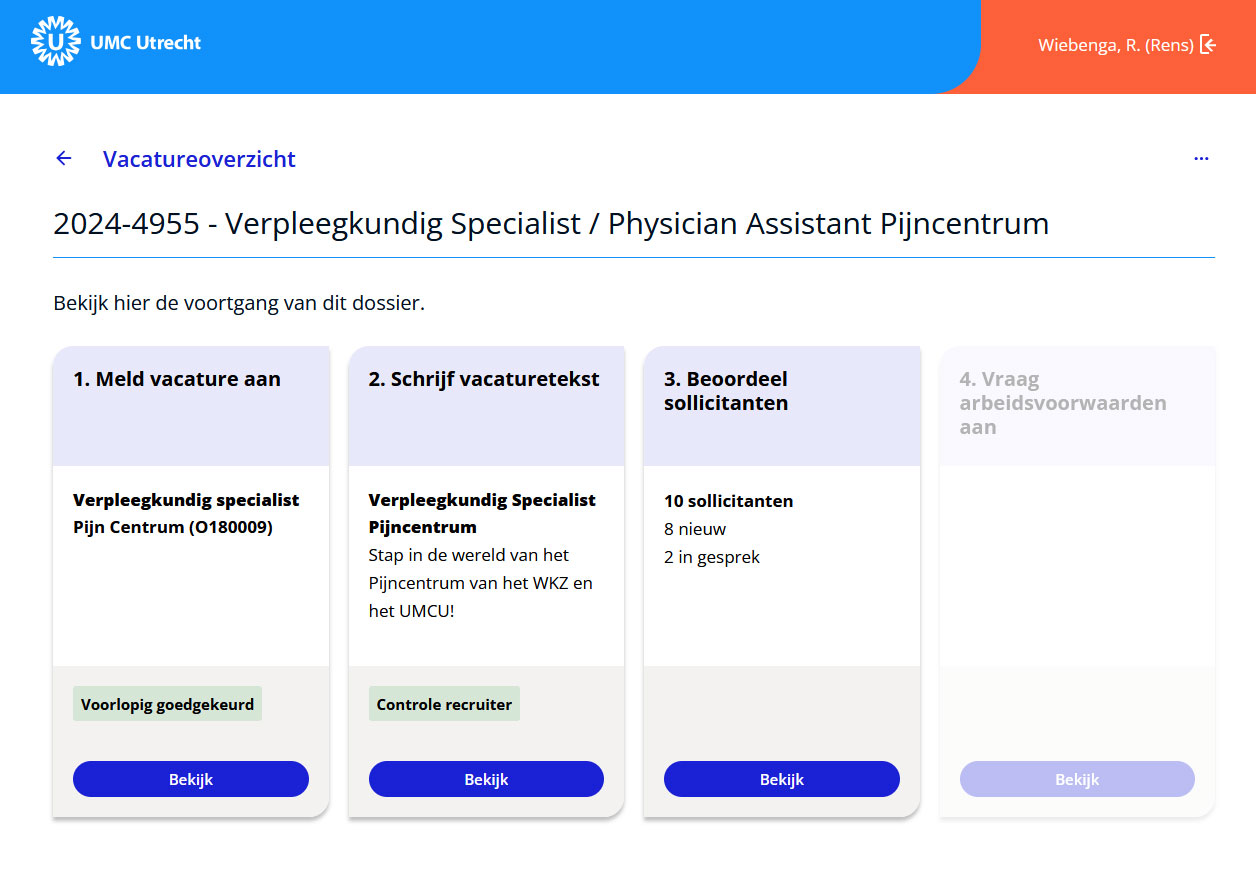 U UMC Utrecht
Wiebenga, R. (Rens)
Vacatureoverzicht
...
2024-4955 - Verpleegkundig Specialist / Physician Assistant Pijncentrum
Bekijk hier de voortgang van dit dossier.
1. Meld vacature aan
Verpleegkundig specialist
Pijn Centrum (O180009)
Voorlopig goedgekeurd
Bekijk
2. Schrijf vacaturetekst
Verpleegkundig Specialist
Pijncentrum
Stap in de wereld van het
Pijncentrum van het WKZ en
het UMCU!
Controle recruiter
Bekijk
3. Beoordeel
sollicitanten
10 sollicitanten
8 nieuw
2 in gesprek
Bekijk
4. Vraag
arbeidsvoorwaarden
aan
Bekijk